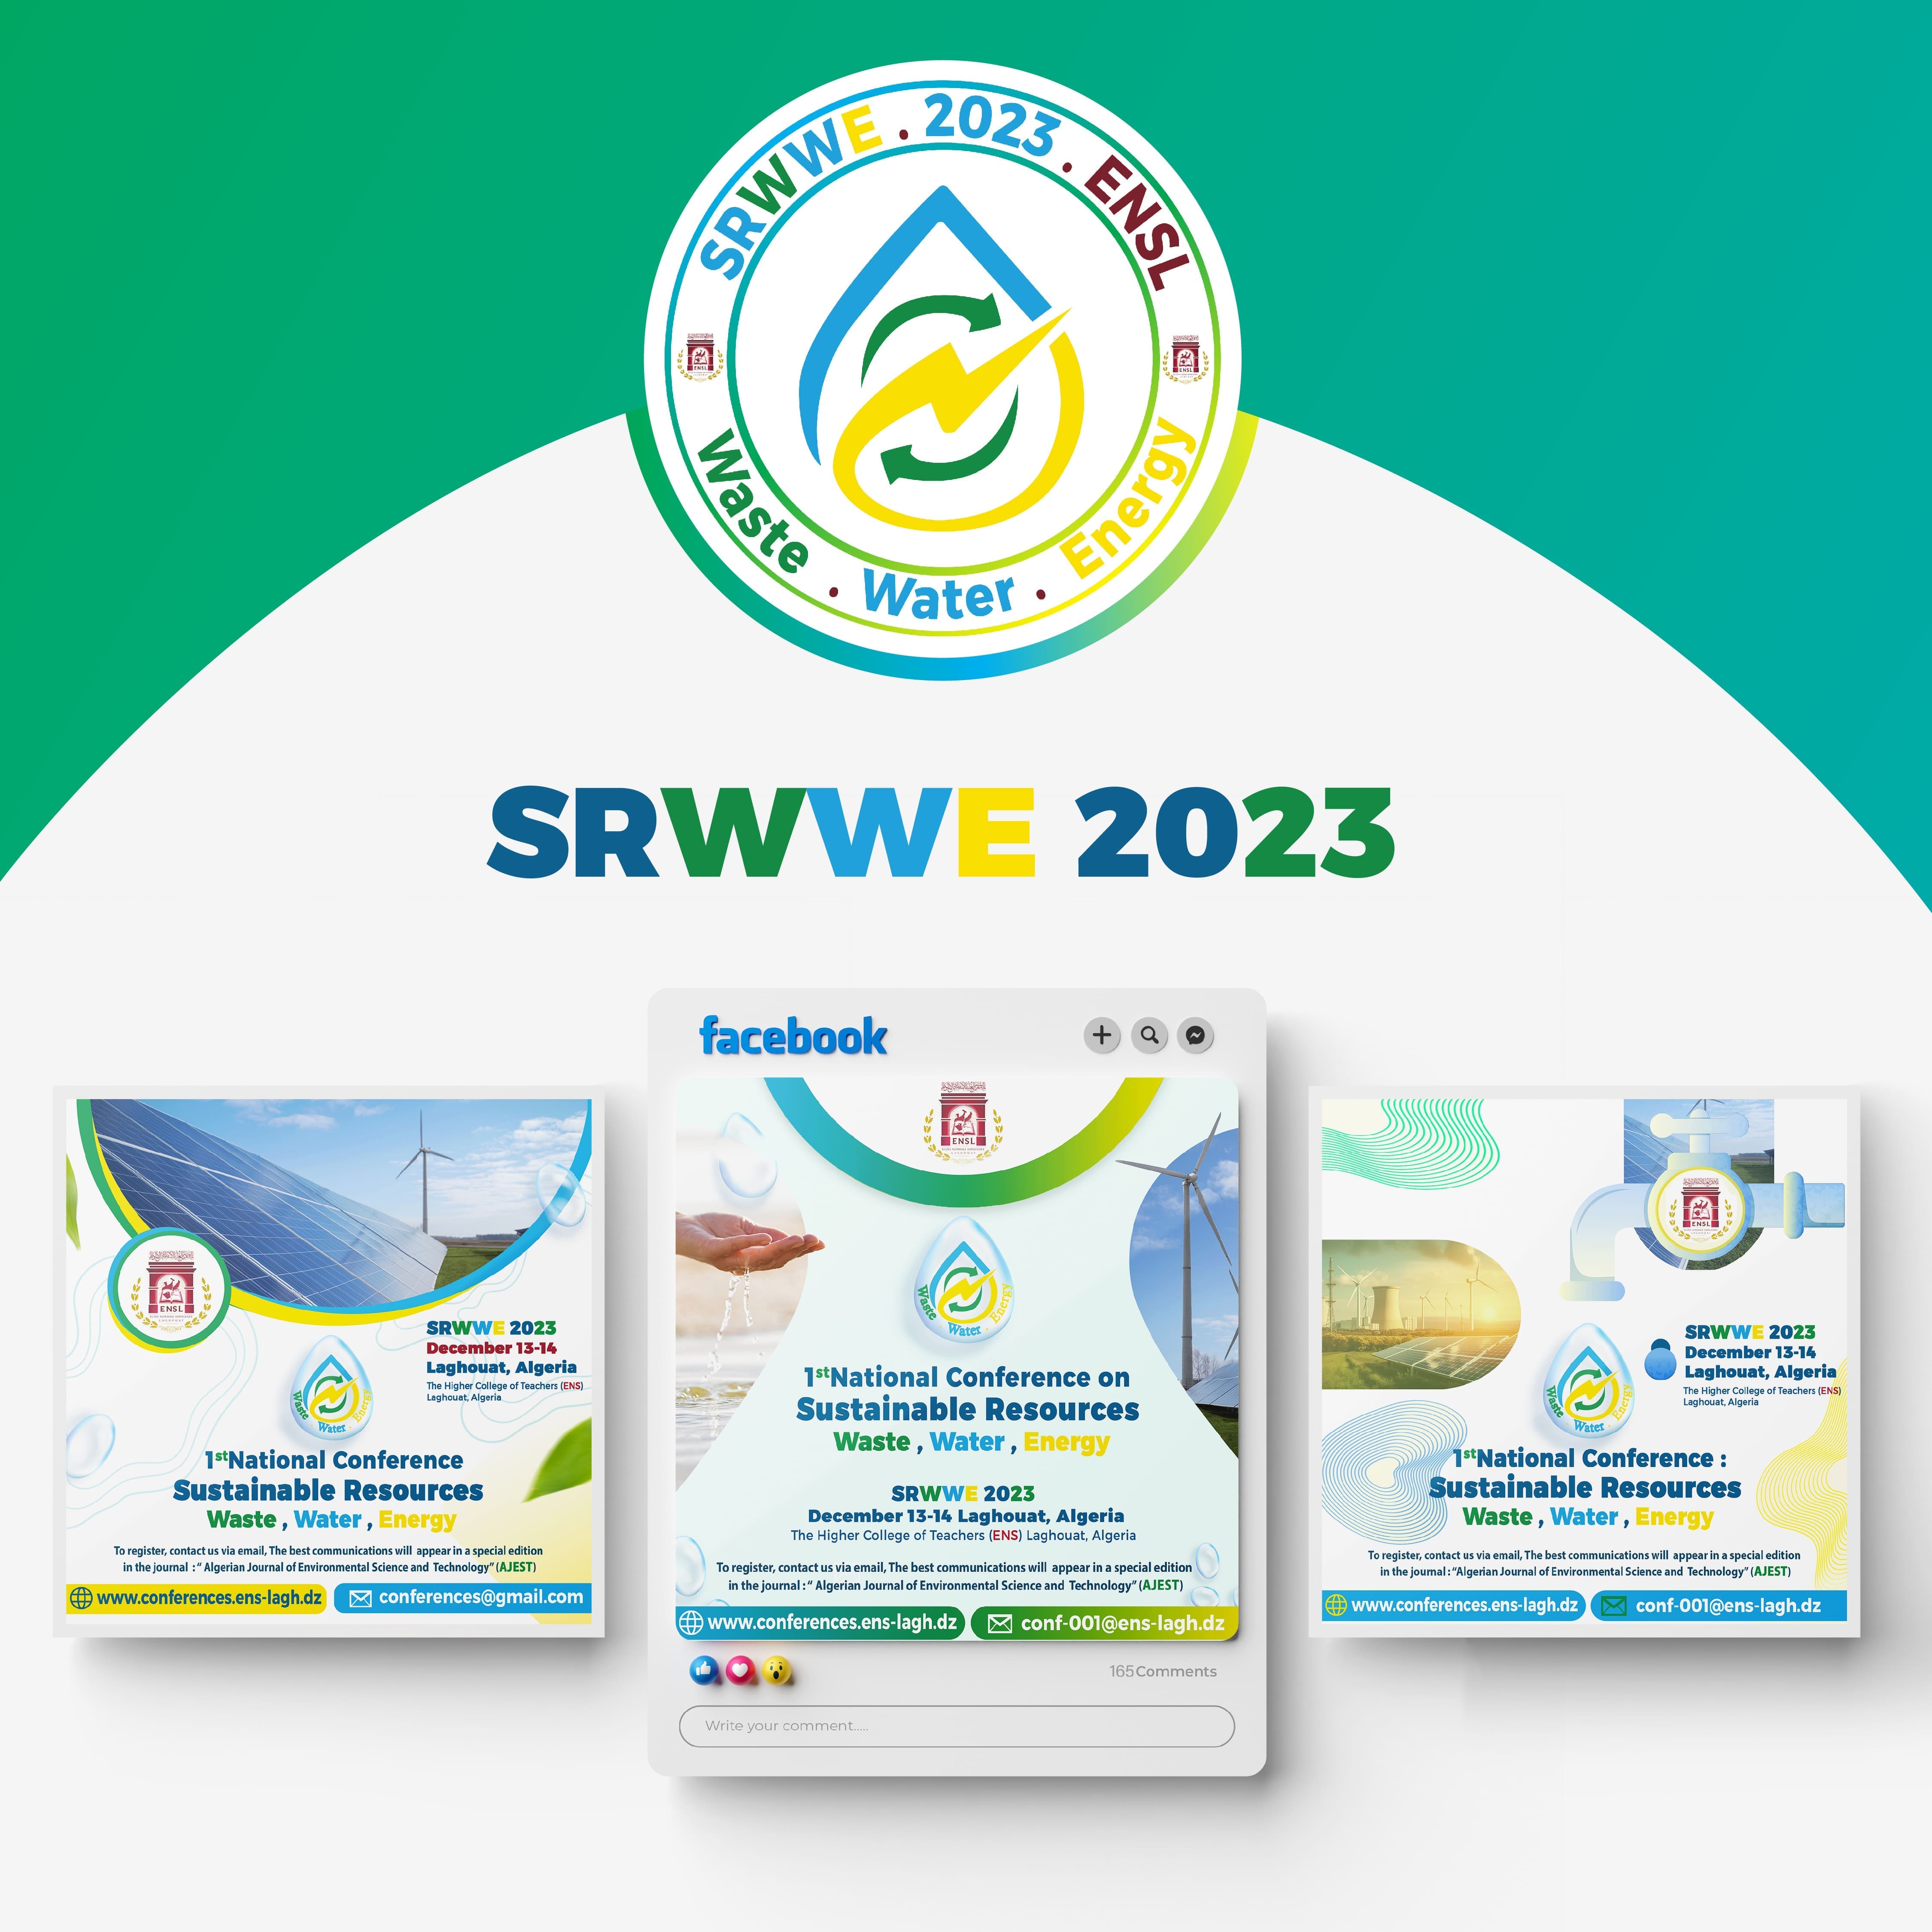 SRWWE . 2023 . ENSL
ENSL
ENSL
Waste . Water . Energy
SRWWE 2023
ENSL
SRWWE 2023
December 13-14
Laghouat, Algeria
The Higher College of Teachers (ENS)
Laghouat, Algeria
Waste Water Energy
1stNational Conference
Sustainable Resources
Waste , Water , Energy
To register, contact us via email, The best communications will appear in a special edition
in the journal :“ Algerian Journal of Environmental Science and Technology” (AJEST)
www.conferences.ens-lagh.dz
conferences@gmail.com
facebook
ENSL
Waste Water . Energy
1stNational Conference on
Sustainable Resources
Waste , Water , Energy
SRWWE 2023
December 13-14 Laghouat, Algeria
The Higher College of Teachers (ENS) Laghouat, Algeria
To register, contact us via email, The best communications will appear in a special edition
in the journal :“ Algerian Journal of Environmental Science and Technology” (AJEST)
www.conferences.ens-lagh.dz
conf-001@ens-lagh.dz
165Comments
Write your comment.....
ENSL
SRWWE 2023
December 13-14
Laghouat, Algeria
The Higher College of Teachers (ENS)
Laghouat, Algeria
Waste Water Energy
1stNational Conference :
Sustainable Resources
Waste , Water , Energy
To register, contact us via email, The best communications will appear in a special edition
in the journal :“Algerian Journal of Environmental Science and Technology” (AJEST)
www.conferences.ens-lagh.dz
conf-001@ens-lagh.dz